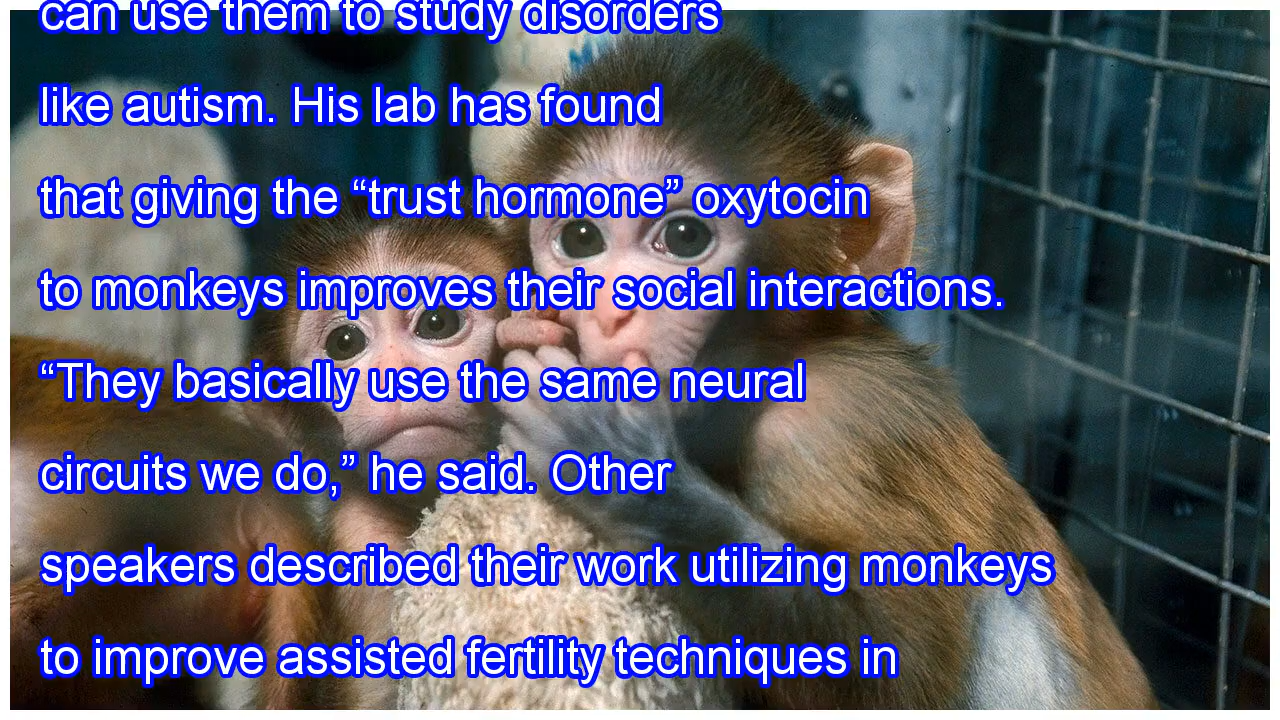 can use them to study disorders
like autism. His lab has found
that giving the “trust hormone” oxytocin
to monkeys improves their social interactions.
“They basically use the same neural
circuits we do,” he said. Other
speakers described their work utilizing monkeys
to improve assisted fertility techniques in